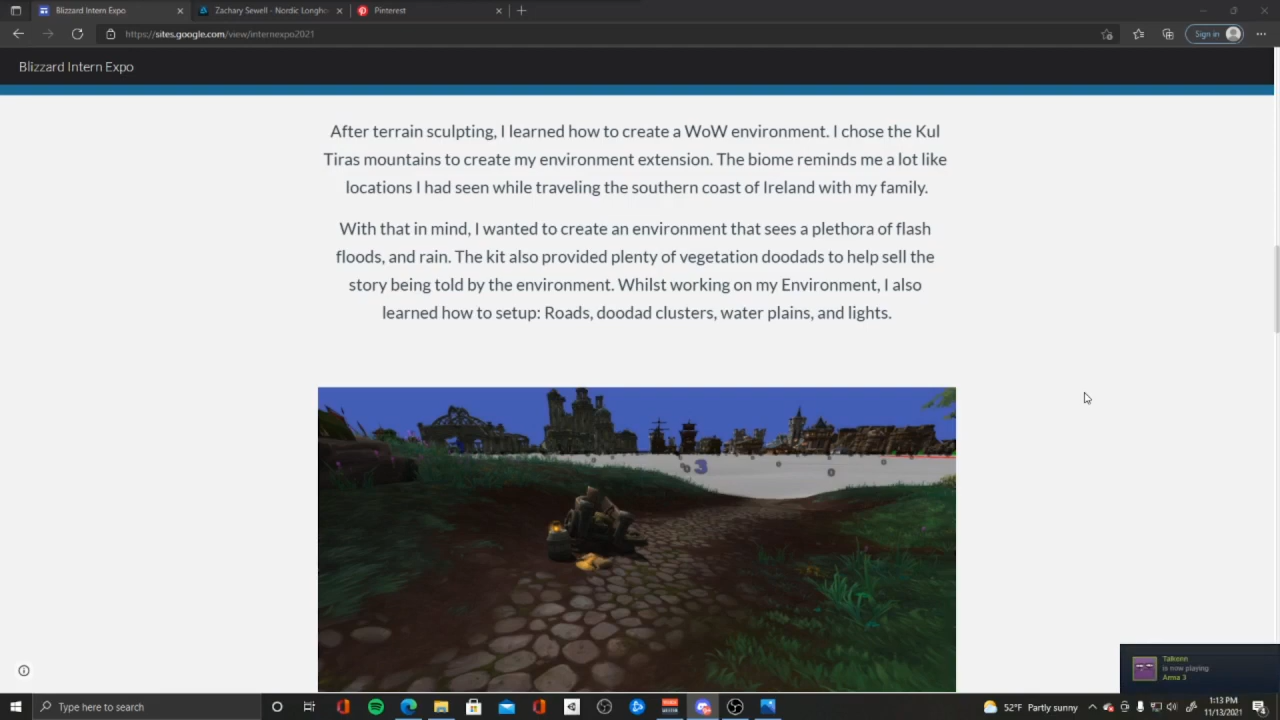 Blizzard Intern Expo
Zachary Sewell - Nordic Longho
Pinterest
https://sites.google.com/view/internexpo2021
Sign in
Blizzard Intern Expo
After terrain sculpting, I learned how to create a WoW environment. I chose the Kul
Tiras mountains to create my environment extension. The biome reminds me a lot like
locations I had seen while traveling the southern coast of Ireland with my family.
With that in mind, I wanted to create an environment that sees a plethora of flash
floods, and rain. The kit also provided plenty of vegetation doodads to help sell the
story being told by the environment. Whilst working on my Environment, I also
learned how to setup: Roads, doodad clusters, water plains, and lights.
3
Talkenn
is now playing
Arma 3
Type here to search
52°F Partly sunny
1:13 PM
11/13/2021
4